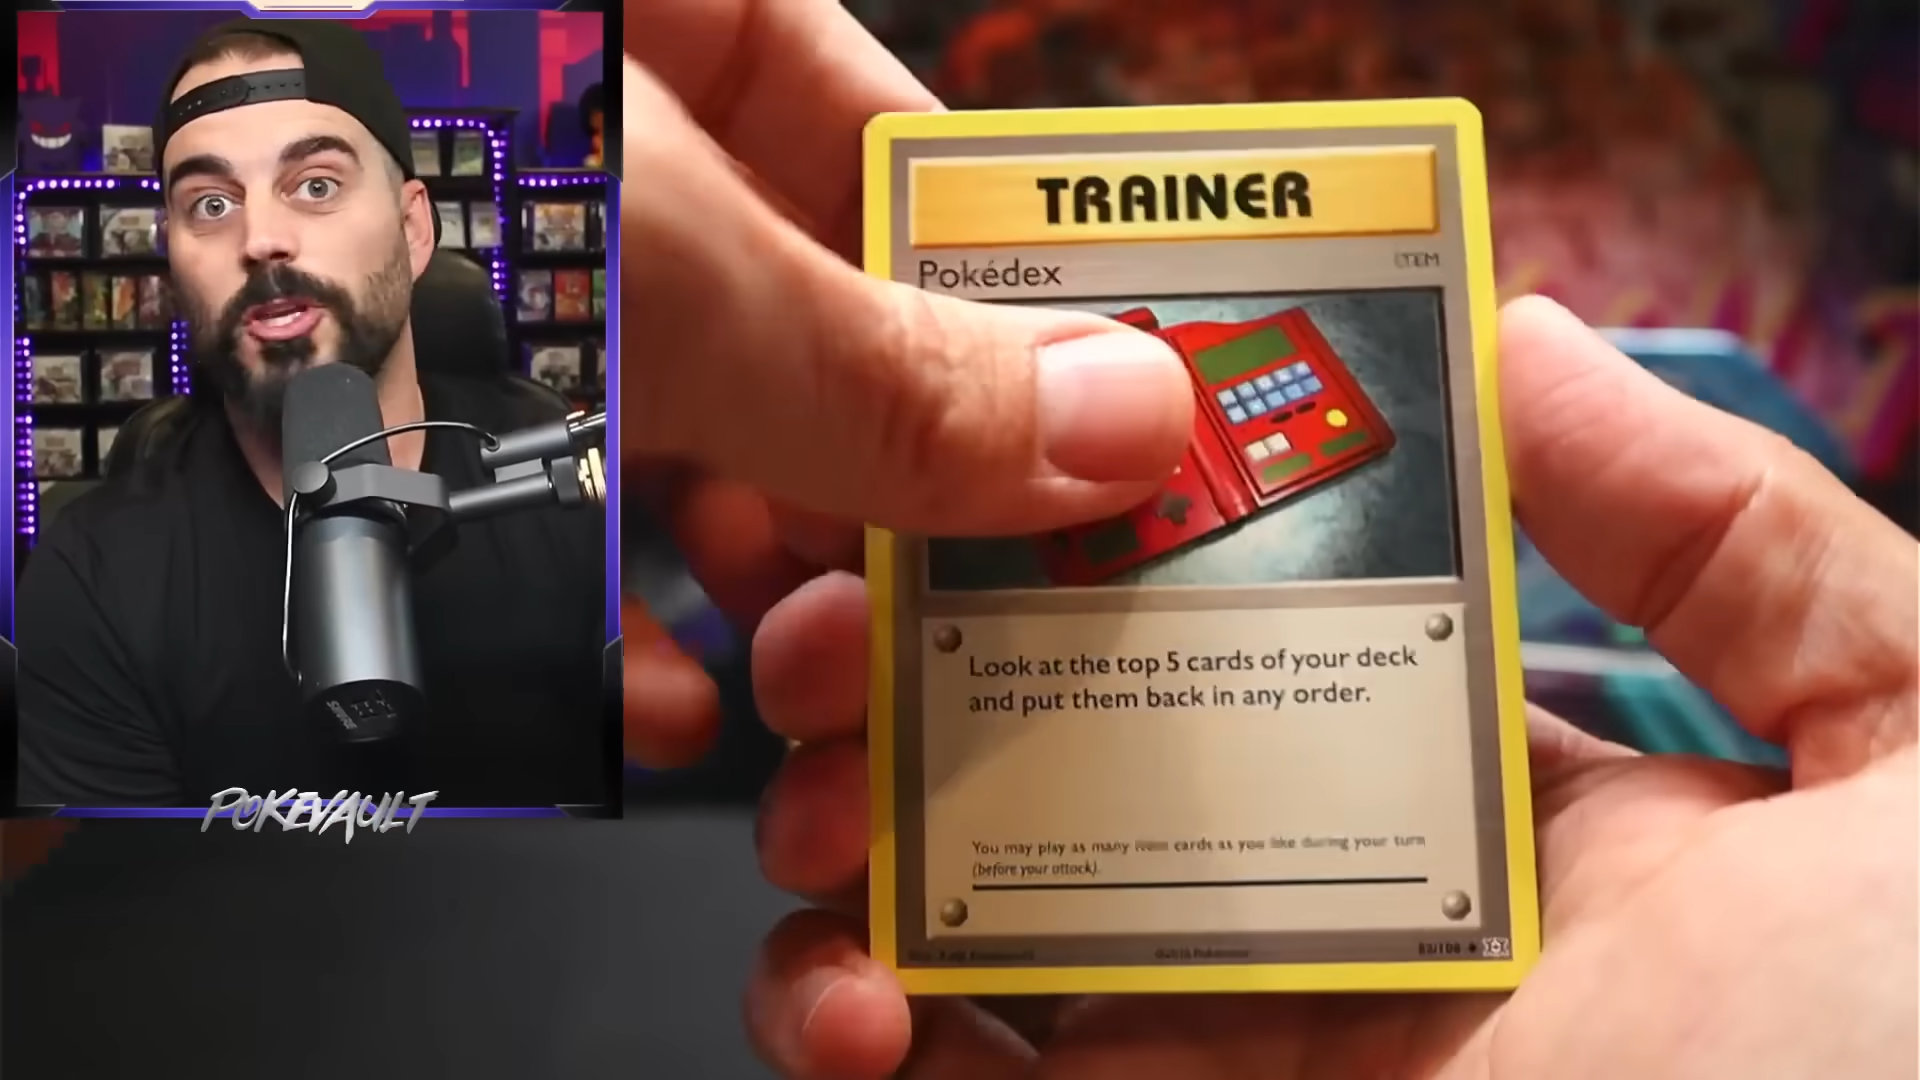 POKEVAULT
TRAINER
Pokédex
ITEM
Look at the top 5 cards of your deck
and put them back in any order.
You may play as many cards as you like during your turn
(before your attack).
/108